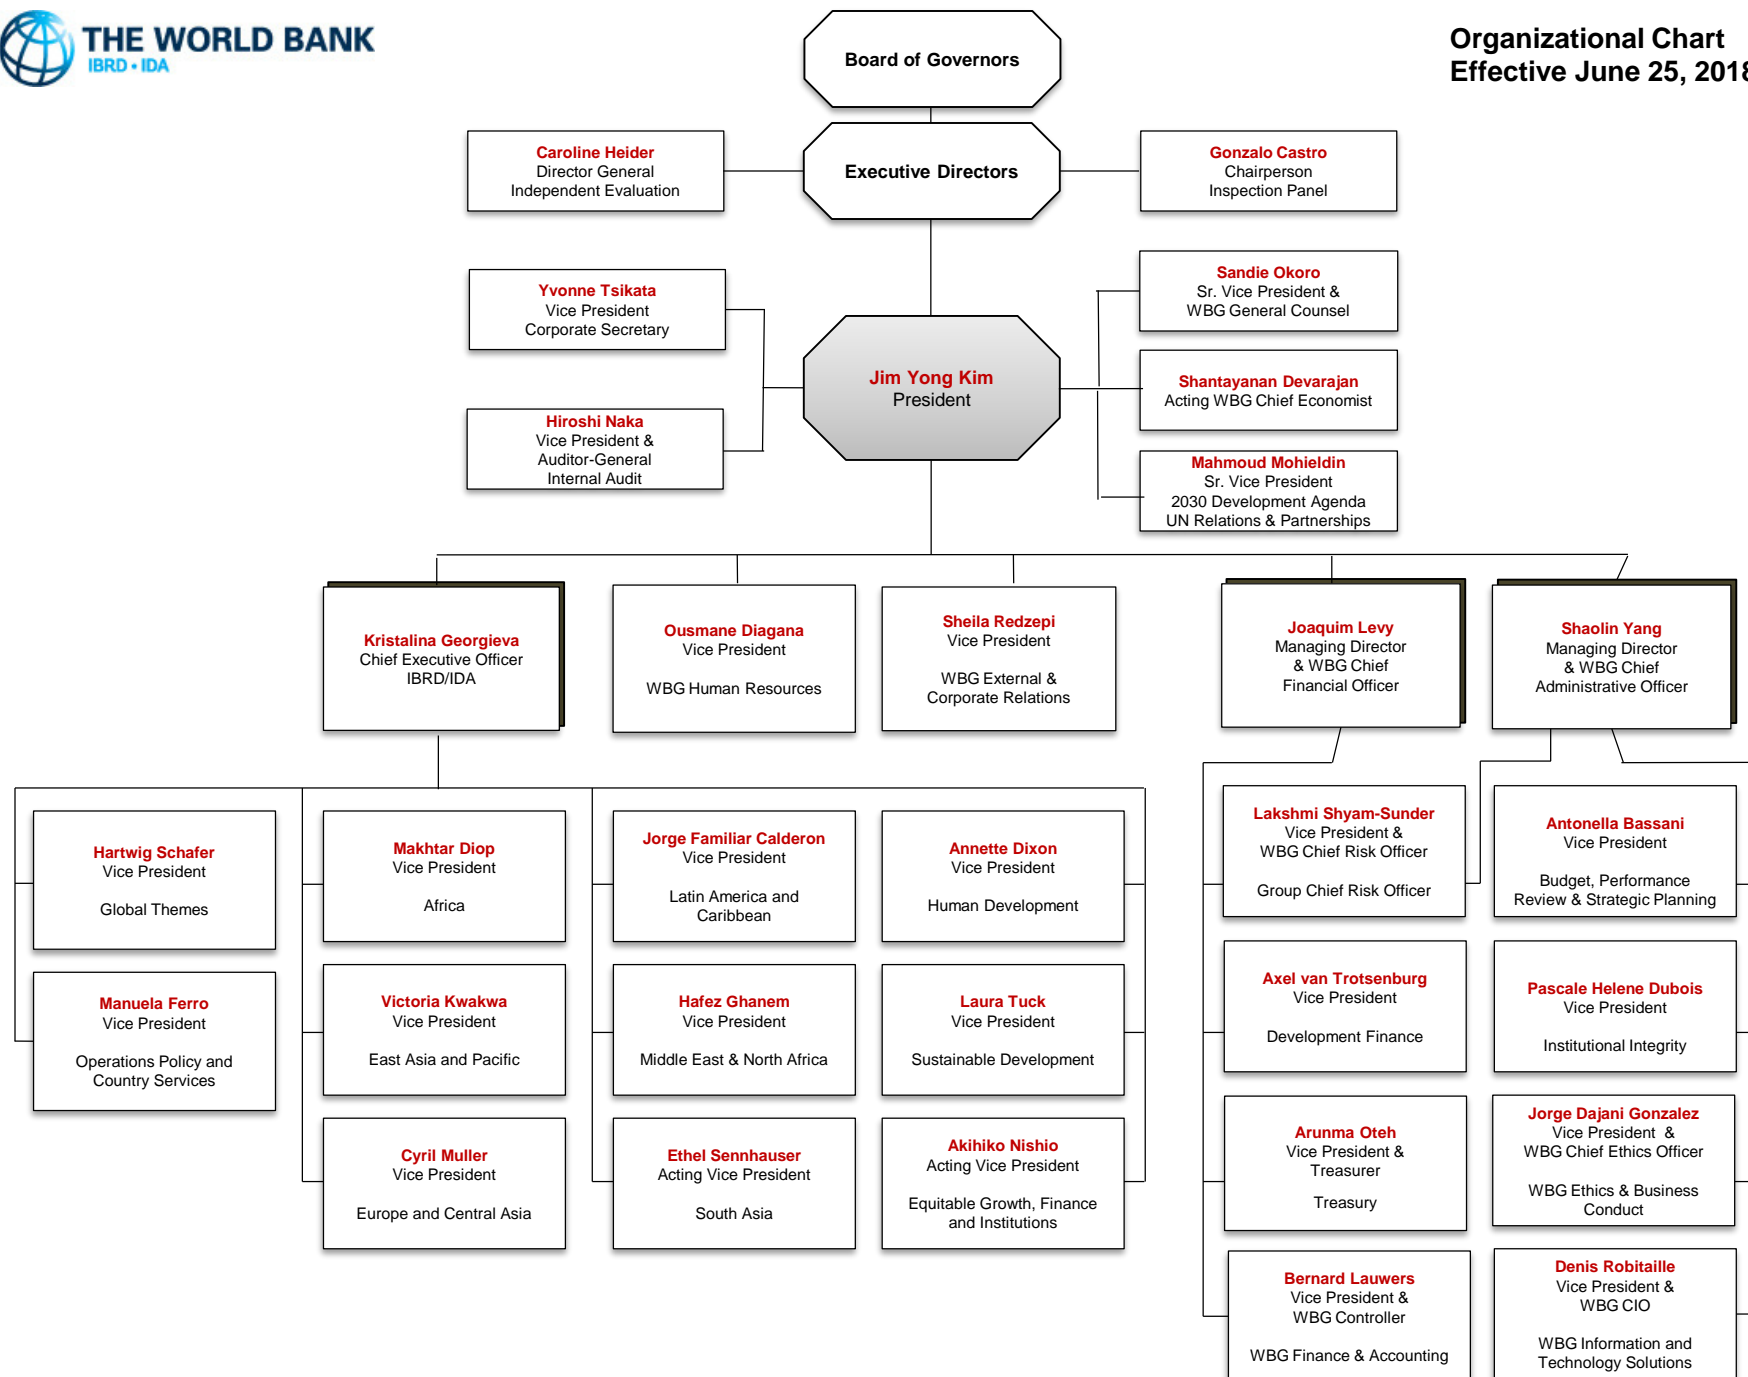 THE WORLD BANK
IBRD • IDA
Organizational Chart
Effective June 25, 2018
Board of Governors
Caroline Heider
Director General
Independent Evaluation
Executive Directors
Gonzalo Castro
Chairperson
Inspection Panel
Yvonne Tsikata
Vice President
Corporate Secretary
Sandie Okoro
Sr. Vice President &
WBG General Counsel
Jim Yong Kim
President
Shantayanan Devarajan
Acting WBG Chief Economist
Hiroshi Naka
Vice President &
Auditor-General
Internal Audit
Mahmoud Mohieldin
Sr. Vice President
2030 Development Agenda
UN Relations & Partnerships
Kristalina Georgieva
Chief Executive Officer
IBRD/IDA
Ousmane Diagana
Vice President
WBG Human Resources
Sheila Redzepi
Vice President
WBG External &
Corporate Relations
Joaquim Levy
Managing Director
& WBG Chief
Financial Officer
Shaolin Yang
Managing Director
& WBG Chief
Administrative Officer
Hartwig Schafer
Vice President
Global Themes
Makhtar Diop
Vice President
Africa
Jorge Familiar Calderon
Vice President
Latin America and
Caribbean
Annette Dixon
Vice President
Human Development
Lakshmi Shyam-Sunder
Vice President &
WBG Chief Risk Officer
Group Chief Risk Officer
Antonella Bassani
Vice President
Budget, Performance
Review & Strategic Planning
Manuela Ferro
Vice President
Operations Policy and
Country Services
Victoria Kwakwa
Vice President
East Asia and Pacific
Hafez Ghanem
Vice President
Middle East & North Africa
Laura Tuck
Vice President
Sustainable Development
Axel van Trotsenburg
Vice President
Development Finance
Pascale Helene Dubois
Vice President
Institutional Integrity
Cyril Muller
Vice President
Europe and Central Asia
Ethel Sennhauser
Acting Vice President
South Asia
Akihiko Nishio
Acting Vice President
Equitable Growth, Finance
and Institutions
Arunma Oteh
Vice President &
Treasurer
Treasury
Jorge Dajani Gonzalez
Vice President &
WBG Chief Ethics Officer
WBG Ethics & Business
Conduct
Bernard Lauwers
Vice President &
WBG Controller
WBG Finance & Accounting
Denis Robitaille
Vice President &
WBG CIO
WBG Information and
Technology Solutions